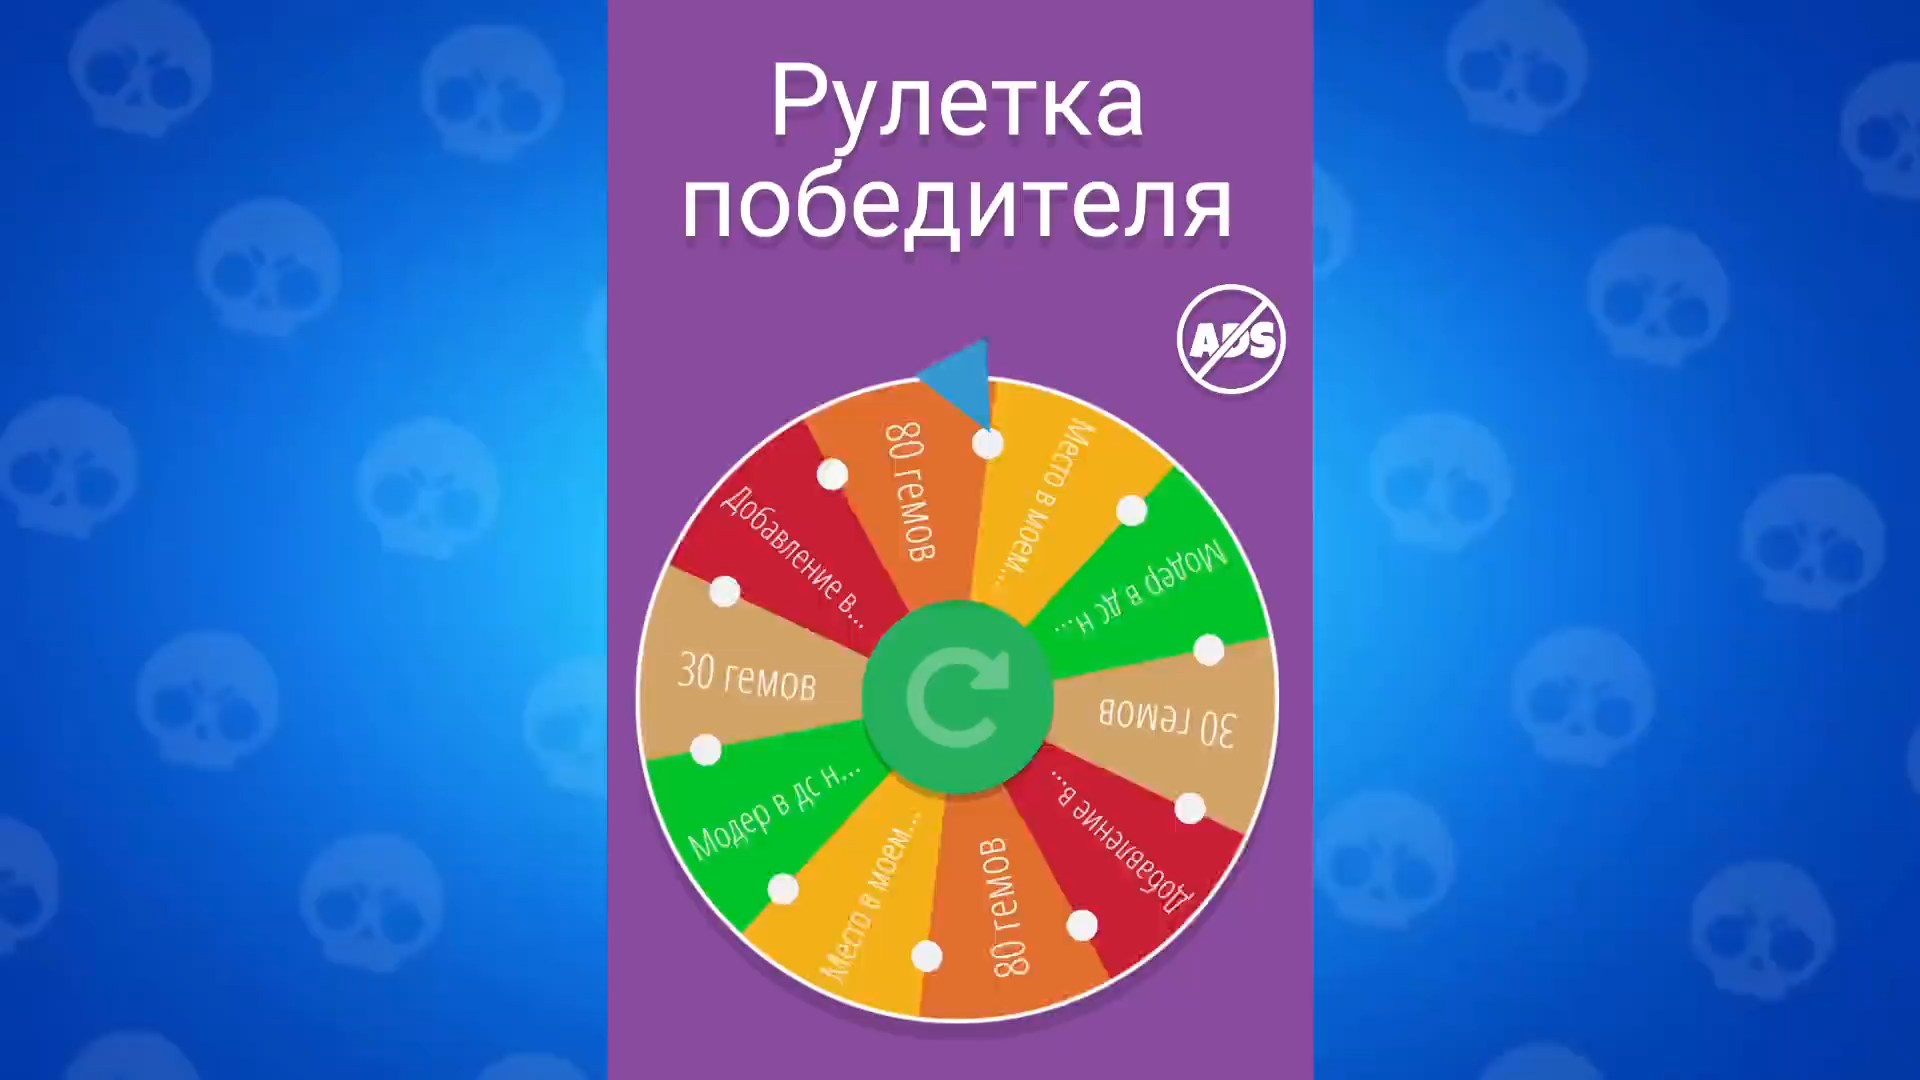 Рулетка
победителя
ADS
80 гемов
Место в моем...
Модер в дс н...
30 гемов
Добавление в...
80 гемов
Место в моем...
Модер в дс н...
30 гемов
Добавление в...